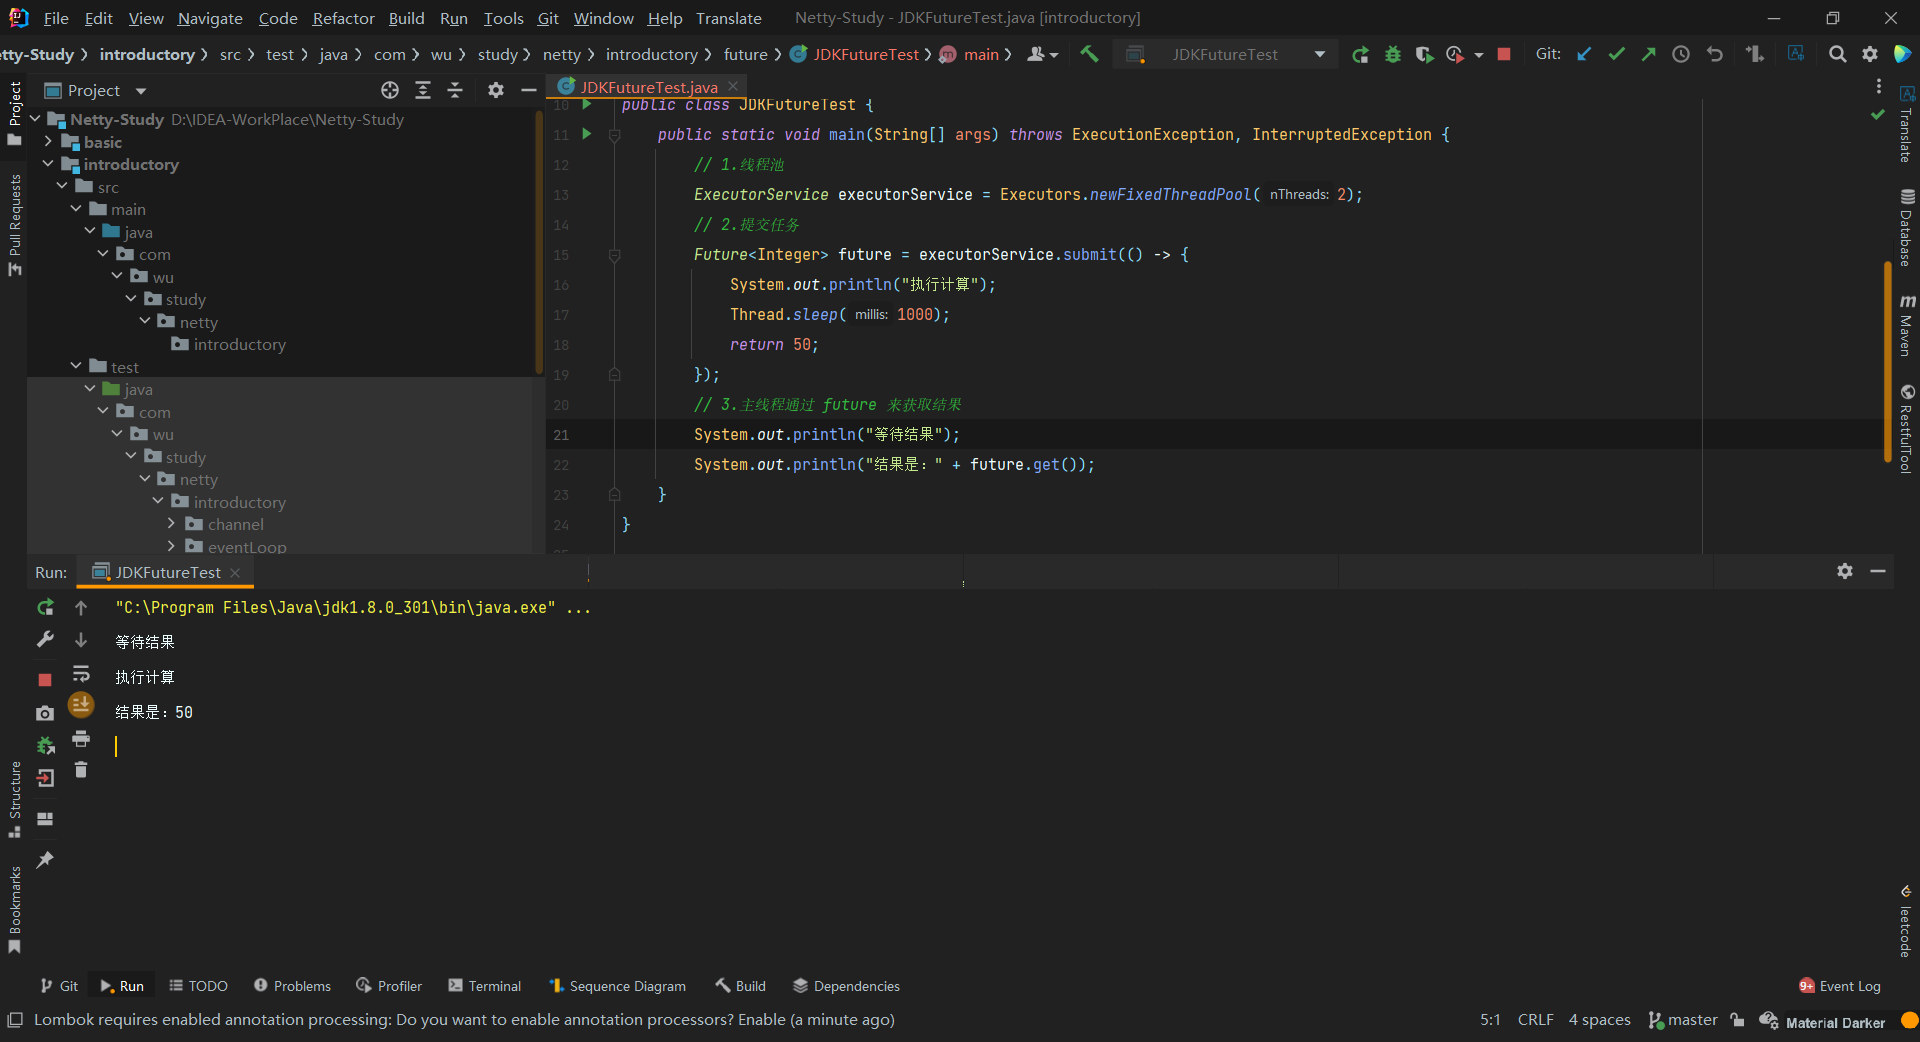 File Edit View Navigate Code Refactor Build Run Tools Git Window Help Translate Netty-Study - JDKFutureTest.java [introductory]
etty-Study introductory src test java com wu study netty introductory future JDKFutureTest main JDKFutureTest Git:
Project
JDKFutureTest.java
Netty-Study D:\IDEA-WorkPlace\Netty-Study
basic
introductory
src
main
java
com
wu
study
netty
introductory
test
java
com
wu
study
netty
introductory
channel
eventLoop
10 public class JDKFutureTest {
11 public static void main(String[] args) throws ExecutionException, InterruptedException {
12 // 1.线程池
13 ExecutorService executorService = Executors.newFixedThreadPool( nThreads: 2);
14 // 2.提交任务
15 Future<Integer> future = executorService.submit(() -> {
16 System.out.println("执行计算");
17 Thread.sleep( millis: 1000);
18 return 50;
19 });
20 // 3.主线程通过 future 来获取结果
21 System.out.println("等待结果");
22 System.out.println("结果是：" + future.get());
23 }
24 }
Project
Pull Requests
Structure
Bookmarks
Translate
Database
Maven
RestfulTool
leetcode
Run: JDKFutureTest
"C:\Program Files\Java\jdk1.8.0_301\bin\java.exe" ...
等待结果
执行计算
结果是：50
Git Run TODO Problems Profiler Terminal Sequence Diagram Build Dependencies 9+ Event Log
Lombok requires enabled annotation processing: Do you want to enable annotation processors? Enable (a minute ago) 5:1 CRLF 4 spaces master Material Darker